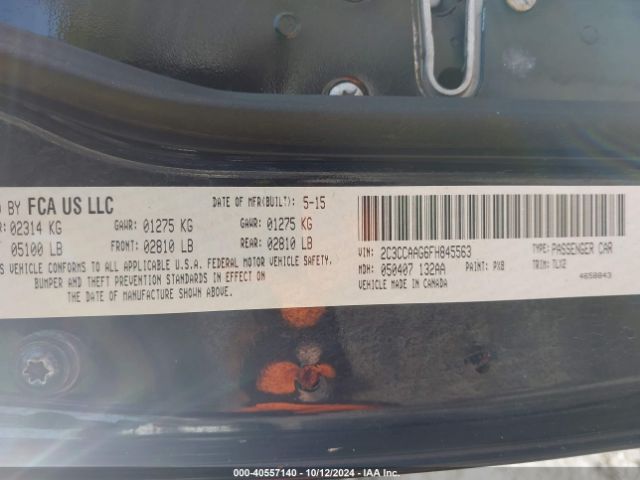 BY FCA US LLC
DATE OF MFR(BUILT): 5-15
02314 KG GAWR: 01275 KG GAWR: 01275 KG
05100 LB FRONT: 02810 LB REAR: 02810 LB
VEHICLE CONFORMS TO ALL APPLICABLE U.S.A. FEDERAL MOTOR VEHICLE SAFETY,
BUMPER AND THEFT PREVENTION STANDARDS IN EFFECT ON
THE DATE OF MANUFACTURE SHOWN ABOVE.
VIN: 2C3CCAAG6FH845563 TYPE: PASSENGER CAR
MDH: 050407 132AA PAINT: PX8 TRIM: TLX2
VEHICLE MADE IN CANADA 4650843
000-40557140 - 10/12/2024 - IAA Inc.